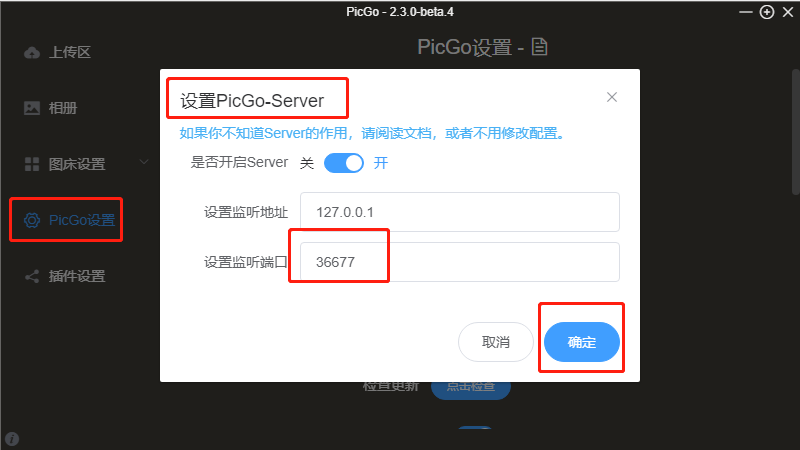 PicGo - 2.3.0-beta.4
上传区
相册
图床设置
PicGo设置
插件设置
PicGo设置 -
设置PicGo-Server
如果你不知道Server的作用，请阅读文档，或者不用修改配置。
是否开启Server 关 开
设置监听地址 127.0.0.1
设置监听端口 36677
取消 确定
检查更新 点击检查